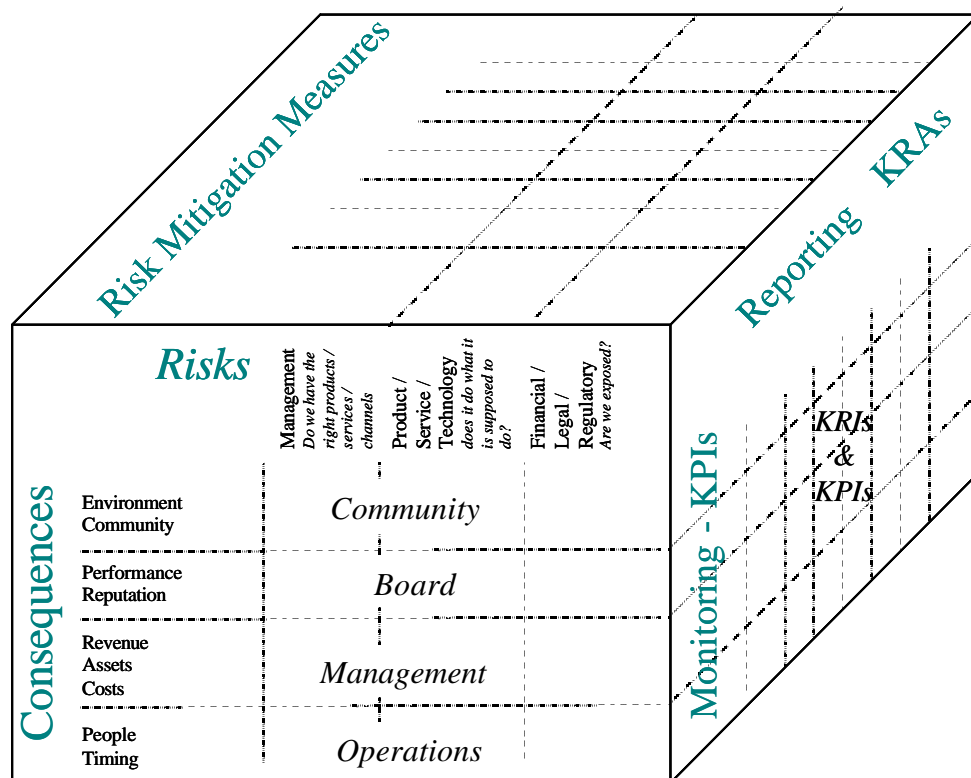 Risk Mitigation Measures
Reporting KRAs
Risks
Management
Do we have the
right products /
services /
channels
Product /
Service /
Technology
does it do what it
is supposed to
do?
Financial /
Legal /
Regulatory
Are we exposed?
Consequences
Environment
Community
Community
Performance
Reputation
Board
Revenue
Assets
Costs
Management
People
Timing
Operations
Monitoring - KPIs
KRIs
&
KPIs